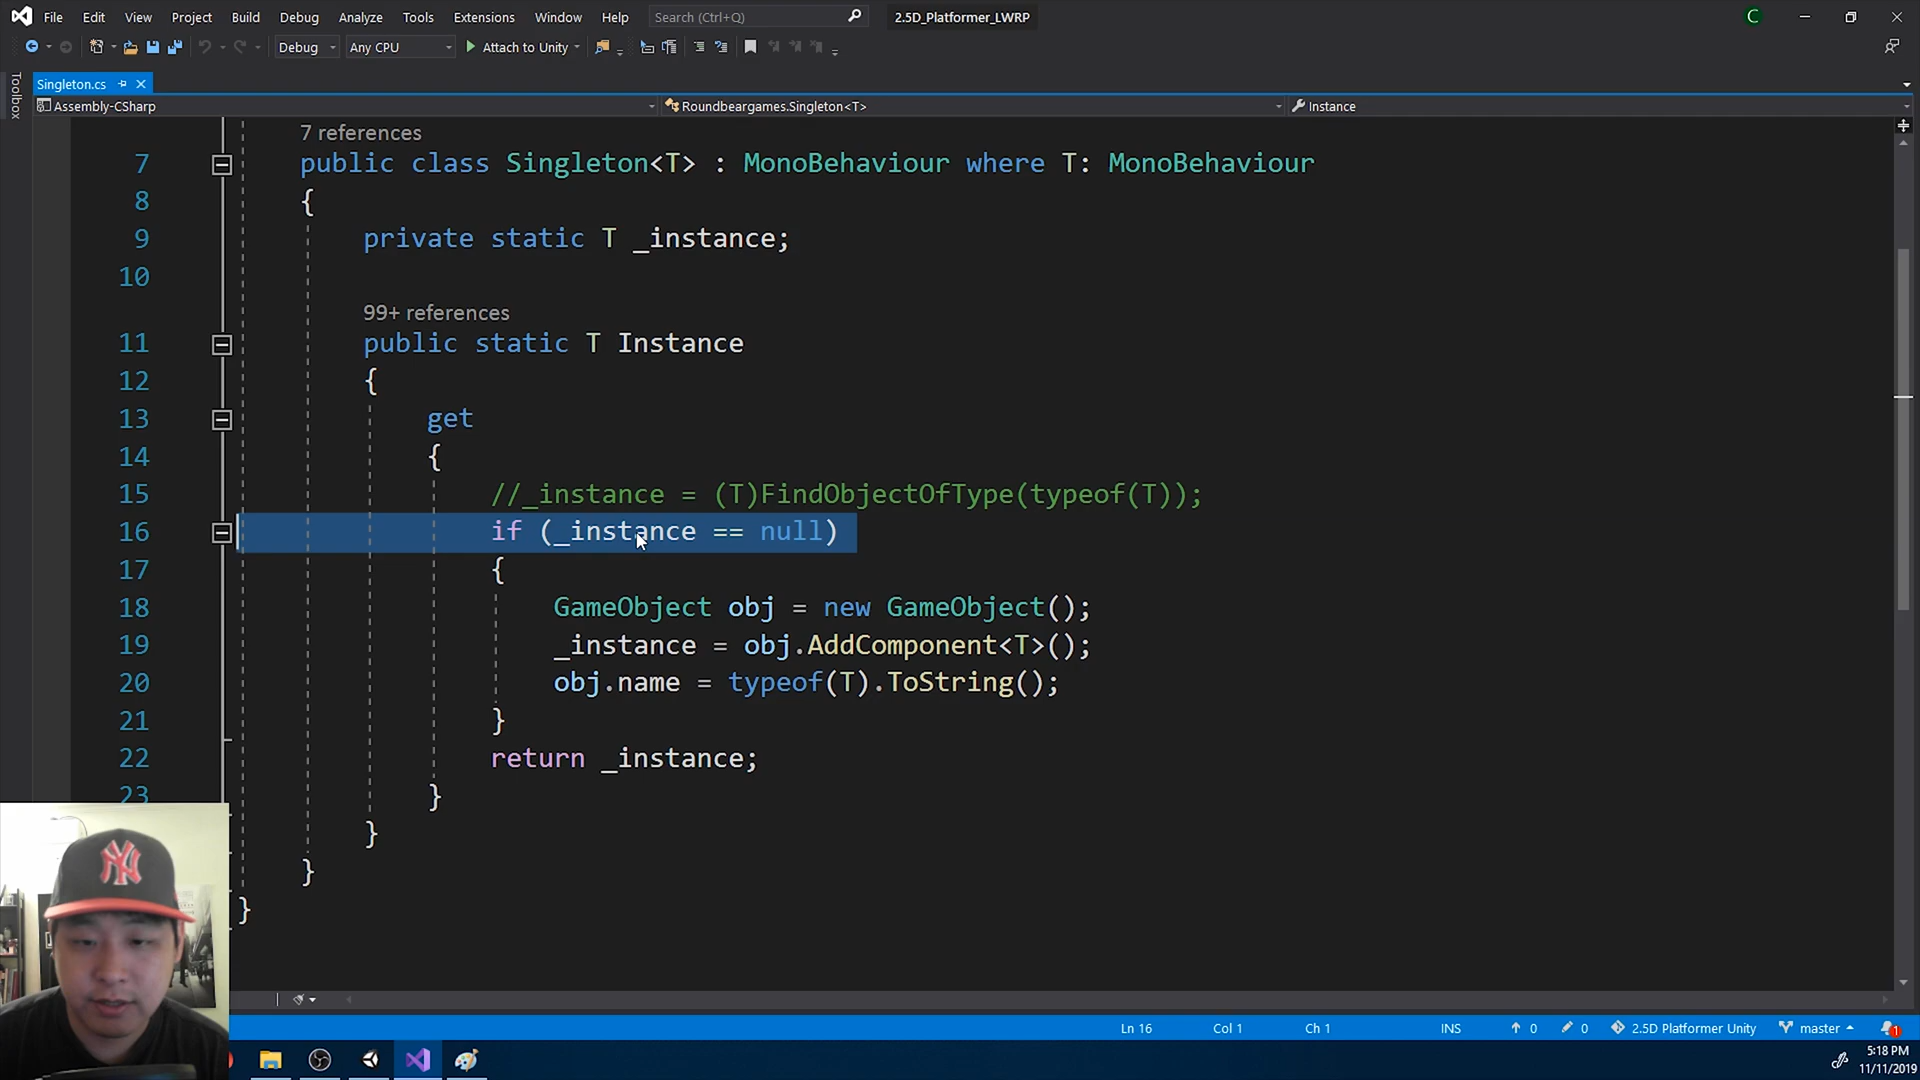 File Edit View Project Build Debug Analyze Tools Extensions Window Help Search (Ctrl+Q) 2.5D_Platformer_LWRP C
Debug Any CPU Attach to Unity
Toolbox
Singleton.cs
Assembly-CSharp Roundbeargames.Singleton<T> Instance
7 references
7 public class Singleton<T> : MonoBehaviour where T: MonoBehaviour
8 {
9 private static T _instance;
10
99+ references
11 public static T Instance
12 {
13 get
14 {
15 //_instance = (T)FindObjectOfType(typeof(T));
16 if (_instance == null)
17 {
18 GameObject obj = new GameObject();
19 _instance = obj.AddComponent<T>();
20 obj.name = typeof(T).ToString();
21 }
22 return _instance;
23 }
}
}
}
NY
Ln 16 Col 1 Ch 1 INS 0 0 2.5D Platformer Unity master 1
5:18 PM
11/11/2019